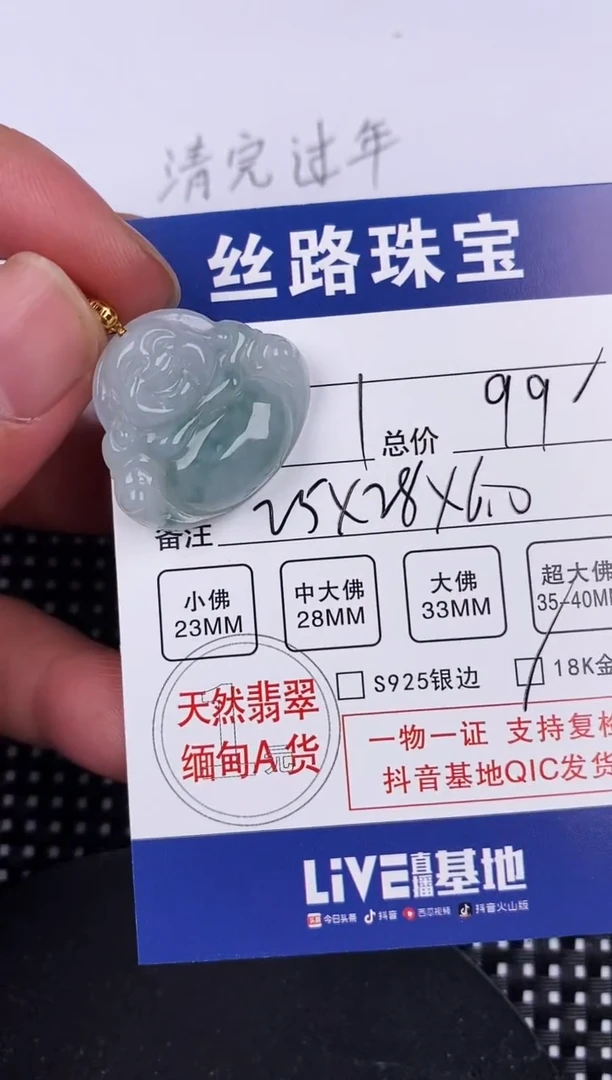 清完过年
丝路珠宝
1 总价 99/
备注 25X28X6.0
小佛 中大佛 大佛 超大佛
23MM 28MM 33MM 35-40MM
S925银边 18K金
天然翡翠
缅甸A货
一物一证 支持复检
抖音基地QIC发货
LiVE直播基地
头条 今日头条 抖音 西瓜视频 抖音火山版